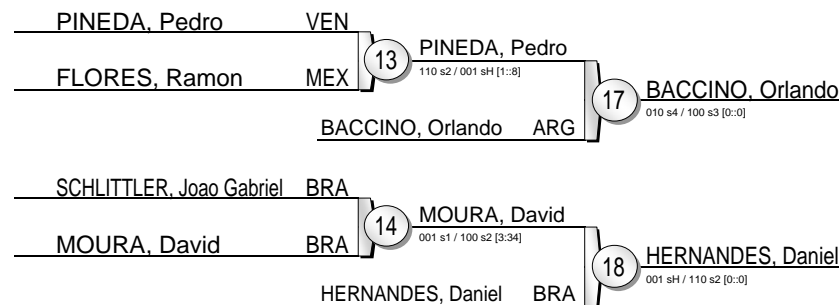 PINEDA, Pedro VEN
13
PINEDA, Pedro
110 s2 / 001 sH [1::8]
FLORES, Ramon MEX
17
BACCINO, Orlando
010 s4 / 100 s3 [0::0]
BACCINO, Orlando ARG
SCHLITTLER, Joao Gabriel BRA
14
MOURA, David
001 s1 / 100 s2 [3:34]
MOURA, David BRA
18
HERNANDES, Daniel
001 sH / 110 s2 [0::0]
HERNANDES, Daniel BRA